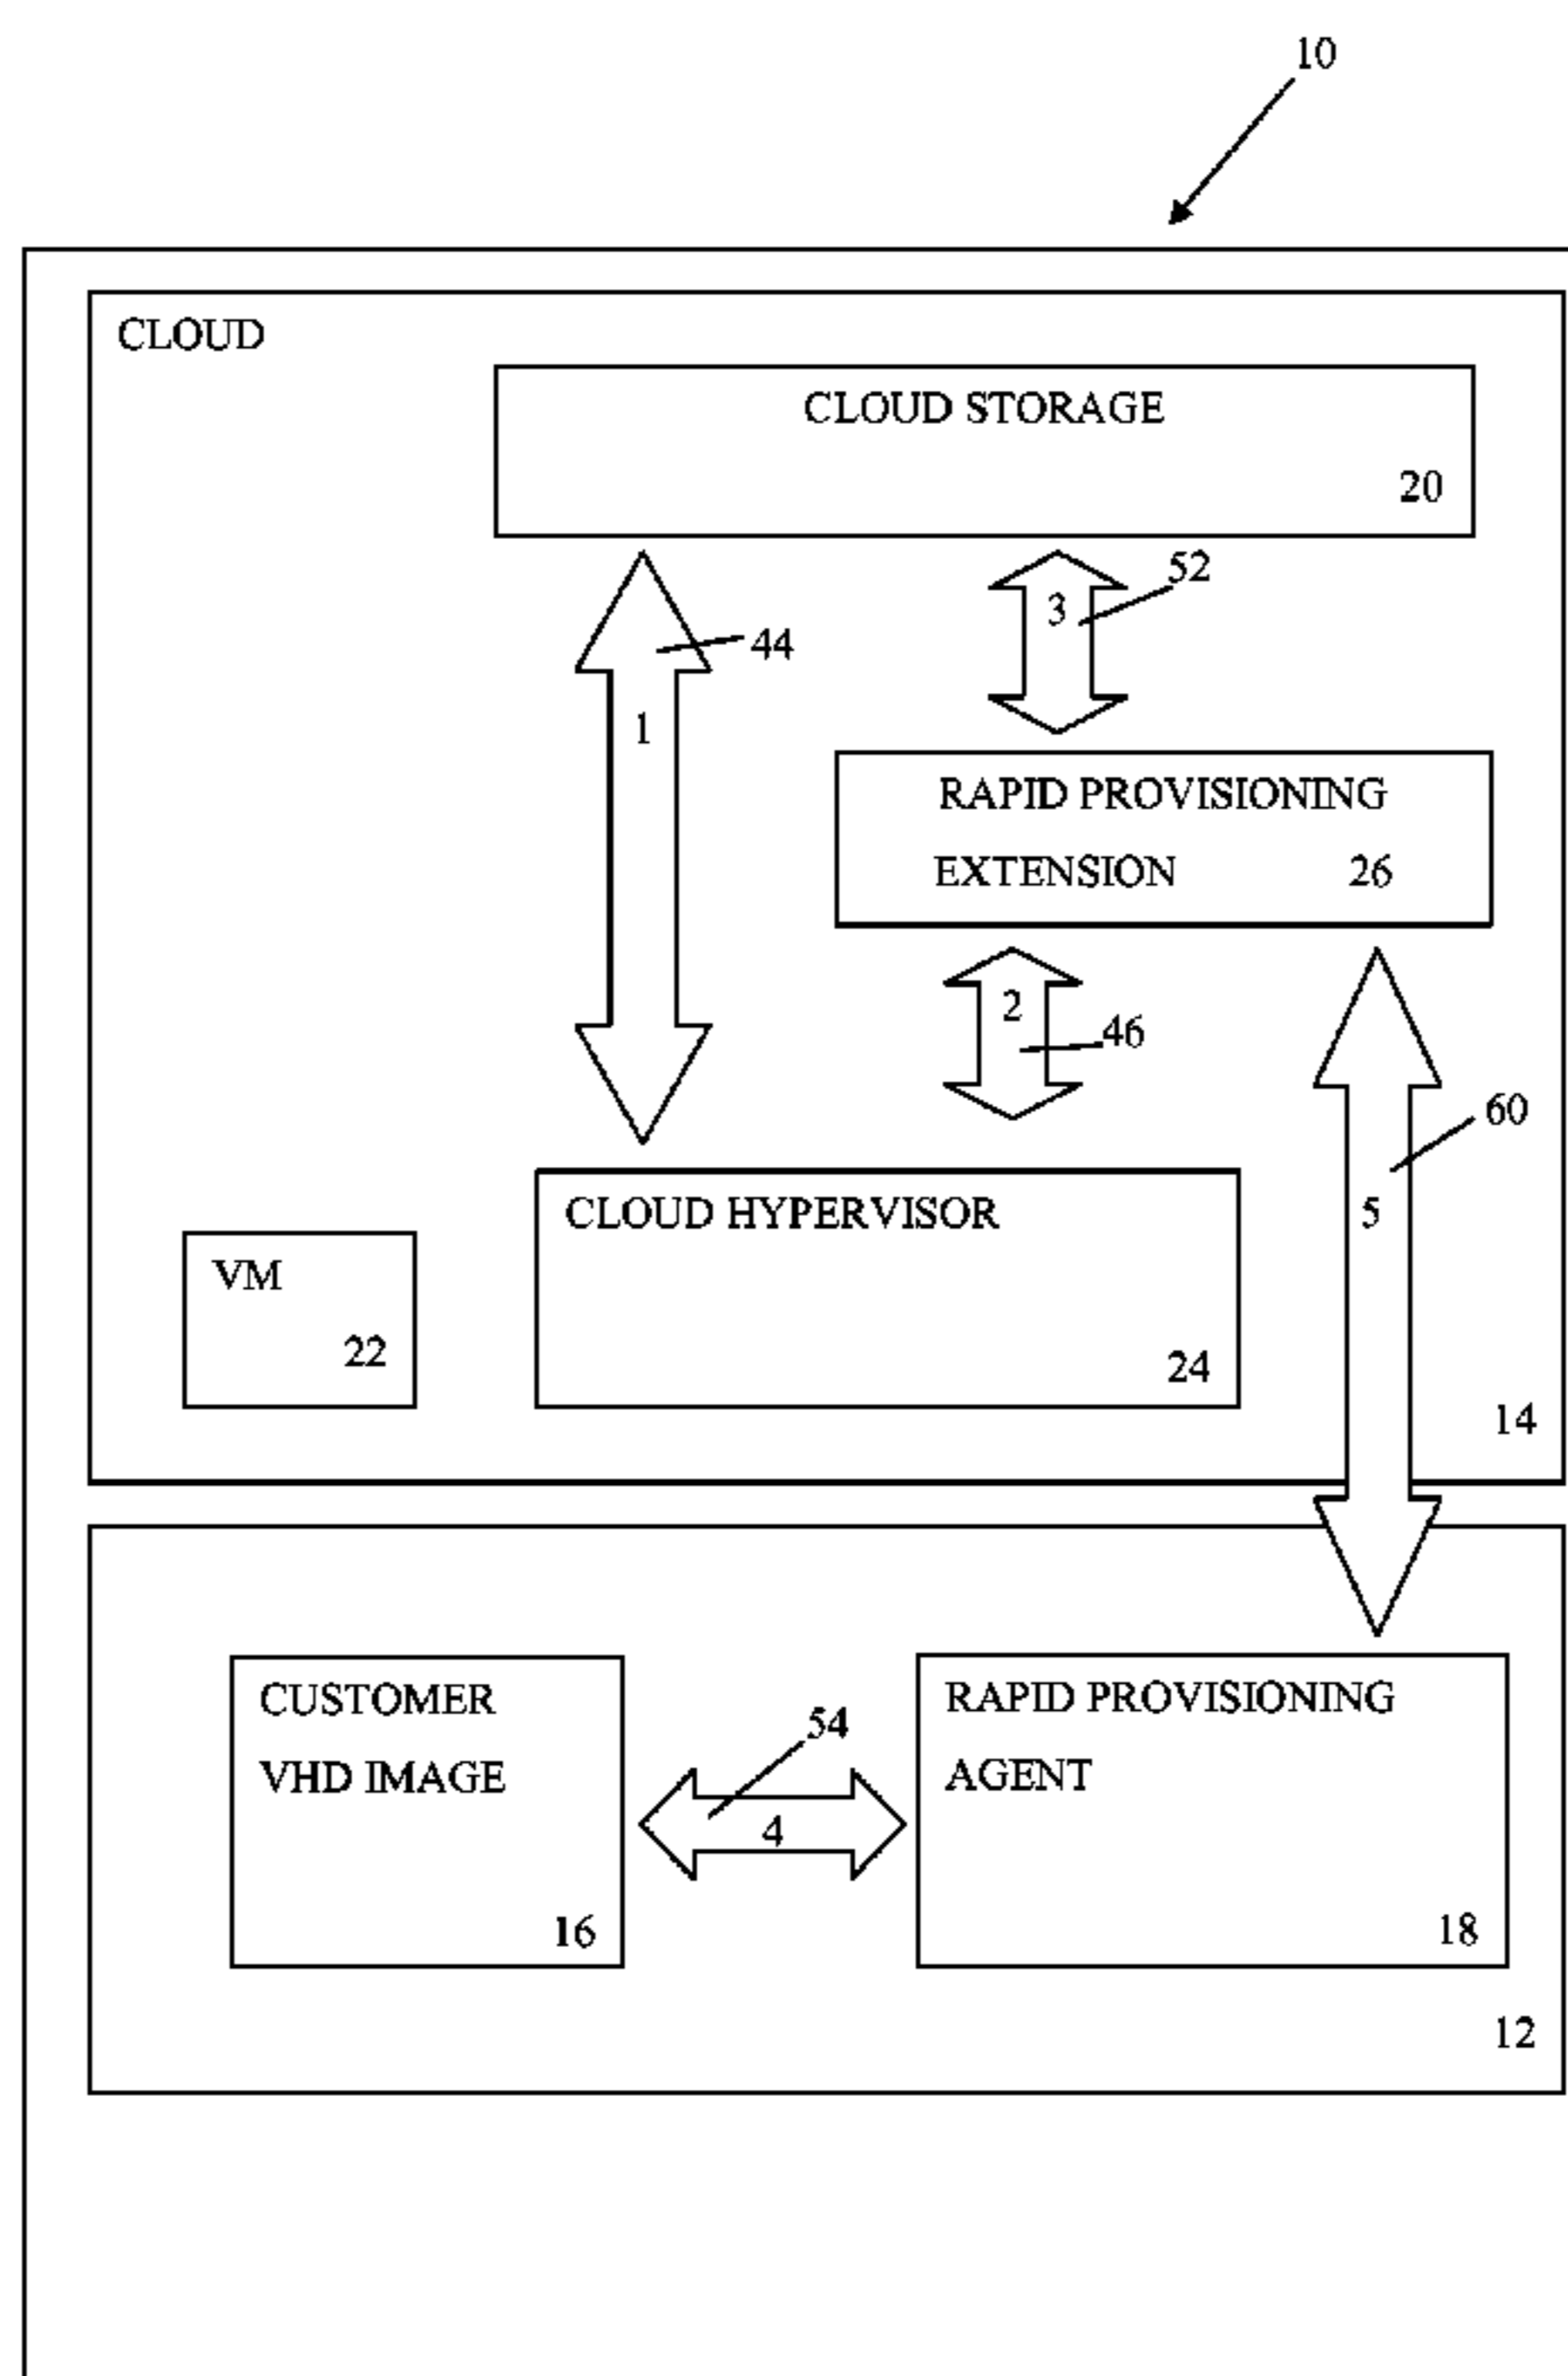 10
CLOUD
CLOUD STORAGE
20
52
3
44
1
RAPID PROVISIONING
EXTENSION 26
2
46
60
5
CLOUD HYPERVISOR
24
VM
22
14
CUSTOMER
VHD IMAGE
16
54
4
RAPID PROVISIONING
AGENT
18
12